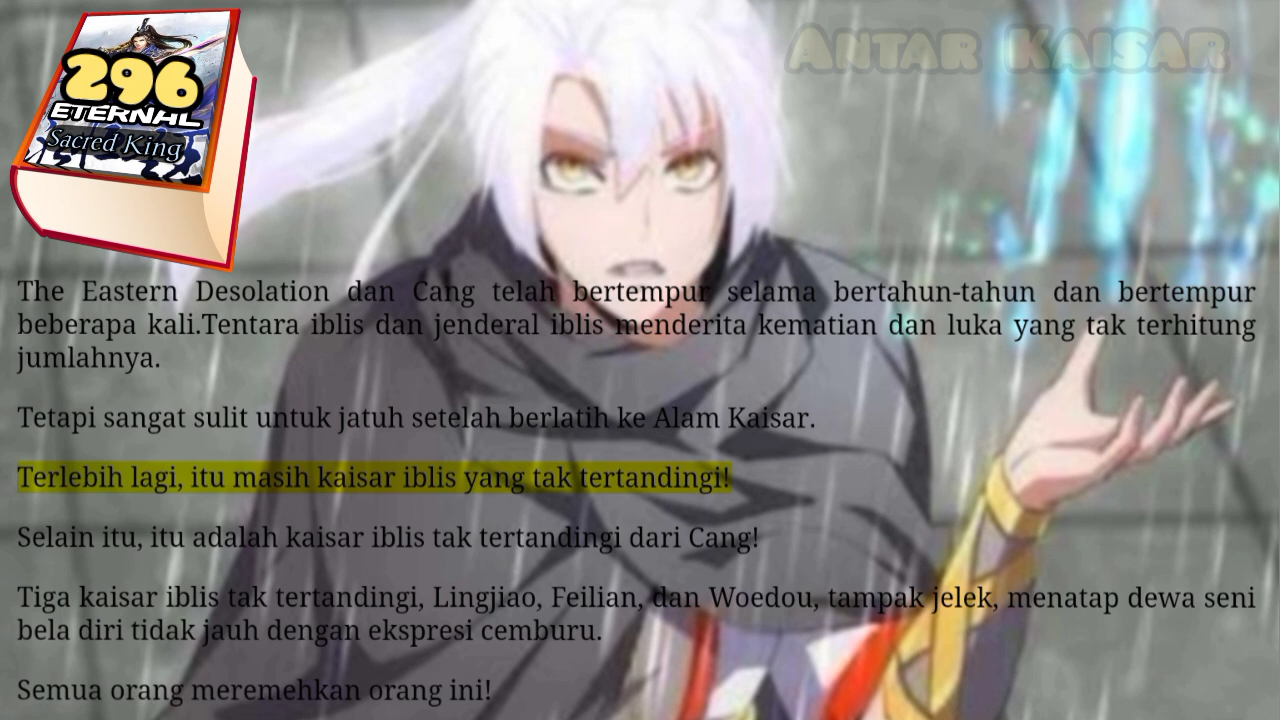 Antar Kaisar
296
ETERNAL
Sacred King
The Eastern Desolation dan Cang telah bertempur selama bertahun-tahun dan bertempur
beberapa kali.Tentara iblis dan jenderal iblis menderita kematian dan luka yang tak terhitung
jumlahnya.
Tetapi sangat sulit untuk jatuh setelah berlatih ke Alam Kaisar.
Terlebih lagi, itu masih kaisar iblis yang tak tertandingi!
Selain itu, itu adalah kaisar iblis tak tertandingi dari Cang!
Tiga kaisar iblis tak tertandingi, Lingjiao, Feilian, dan Woedou, tampak jelek, menatap dewa seni
bela diri tidak jauh dengan ekspresi cemburu.
Semua orang meremehkan orang ini!